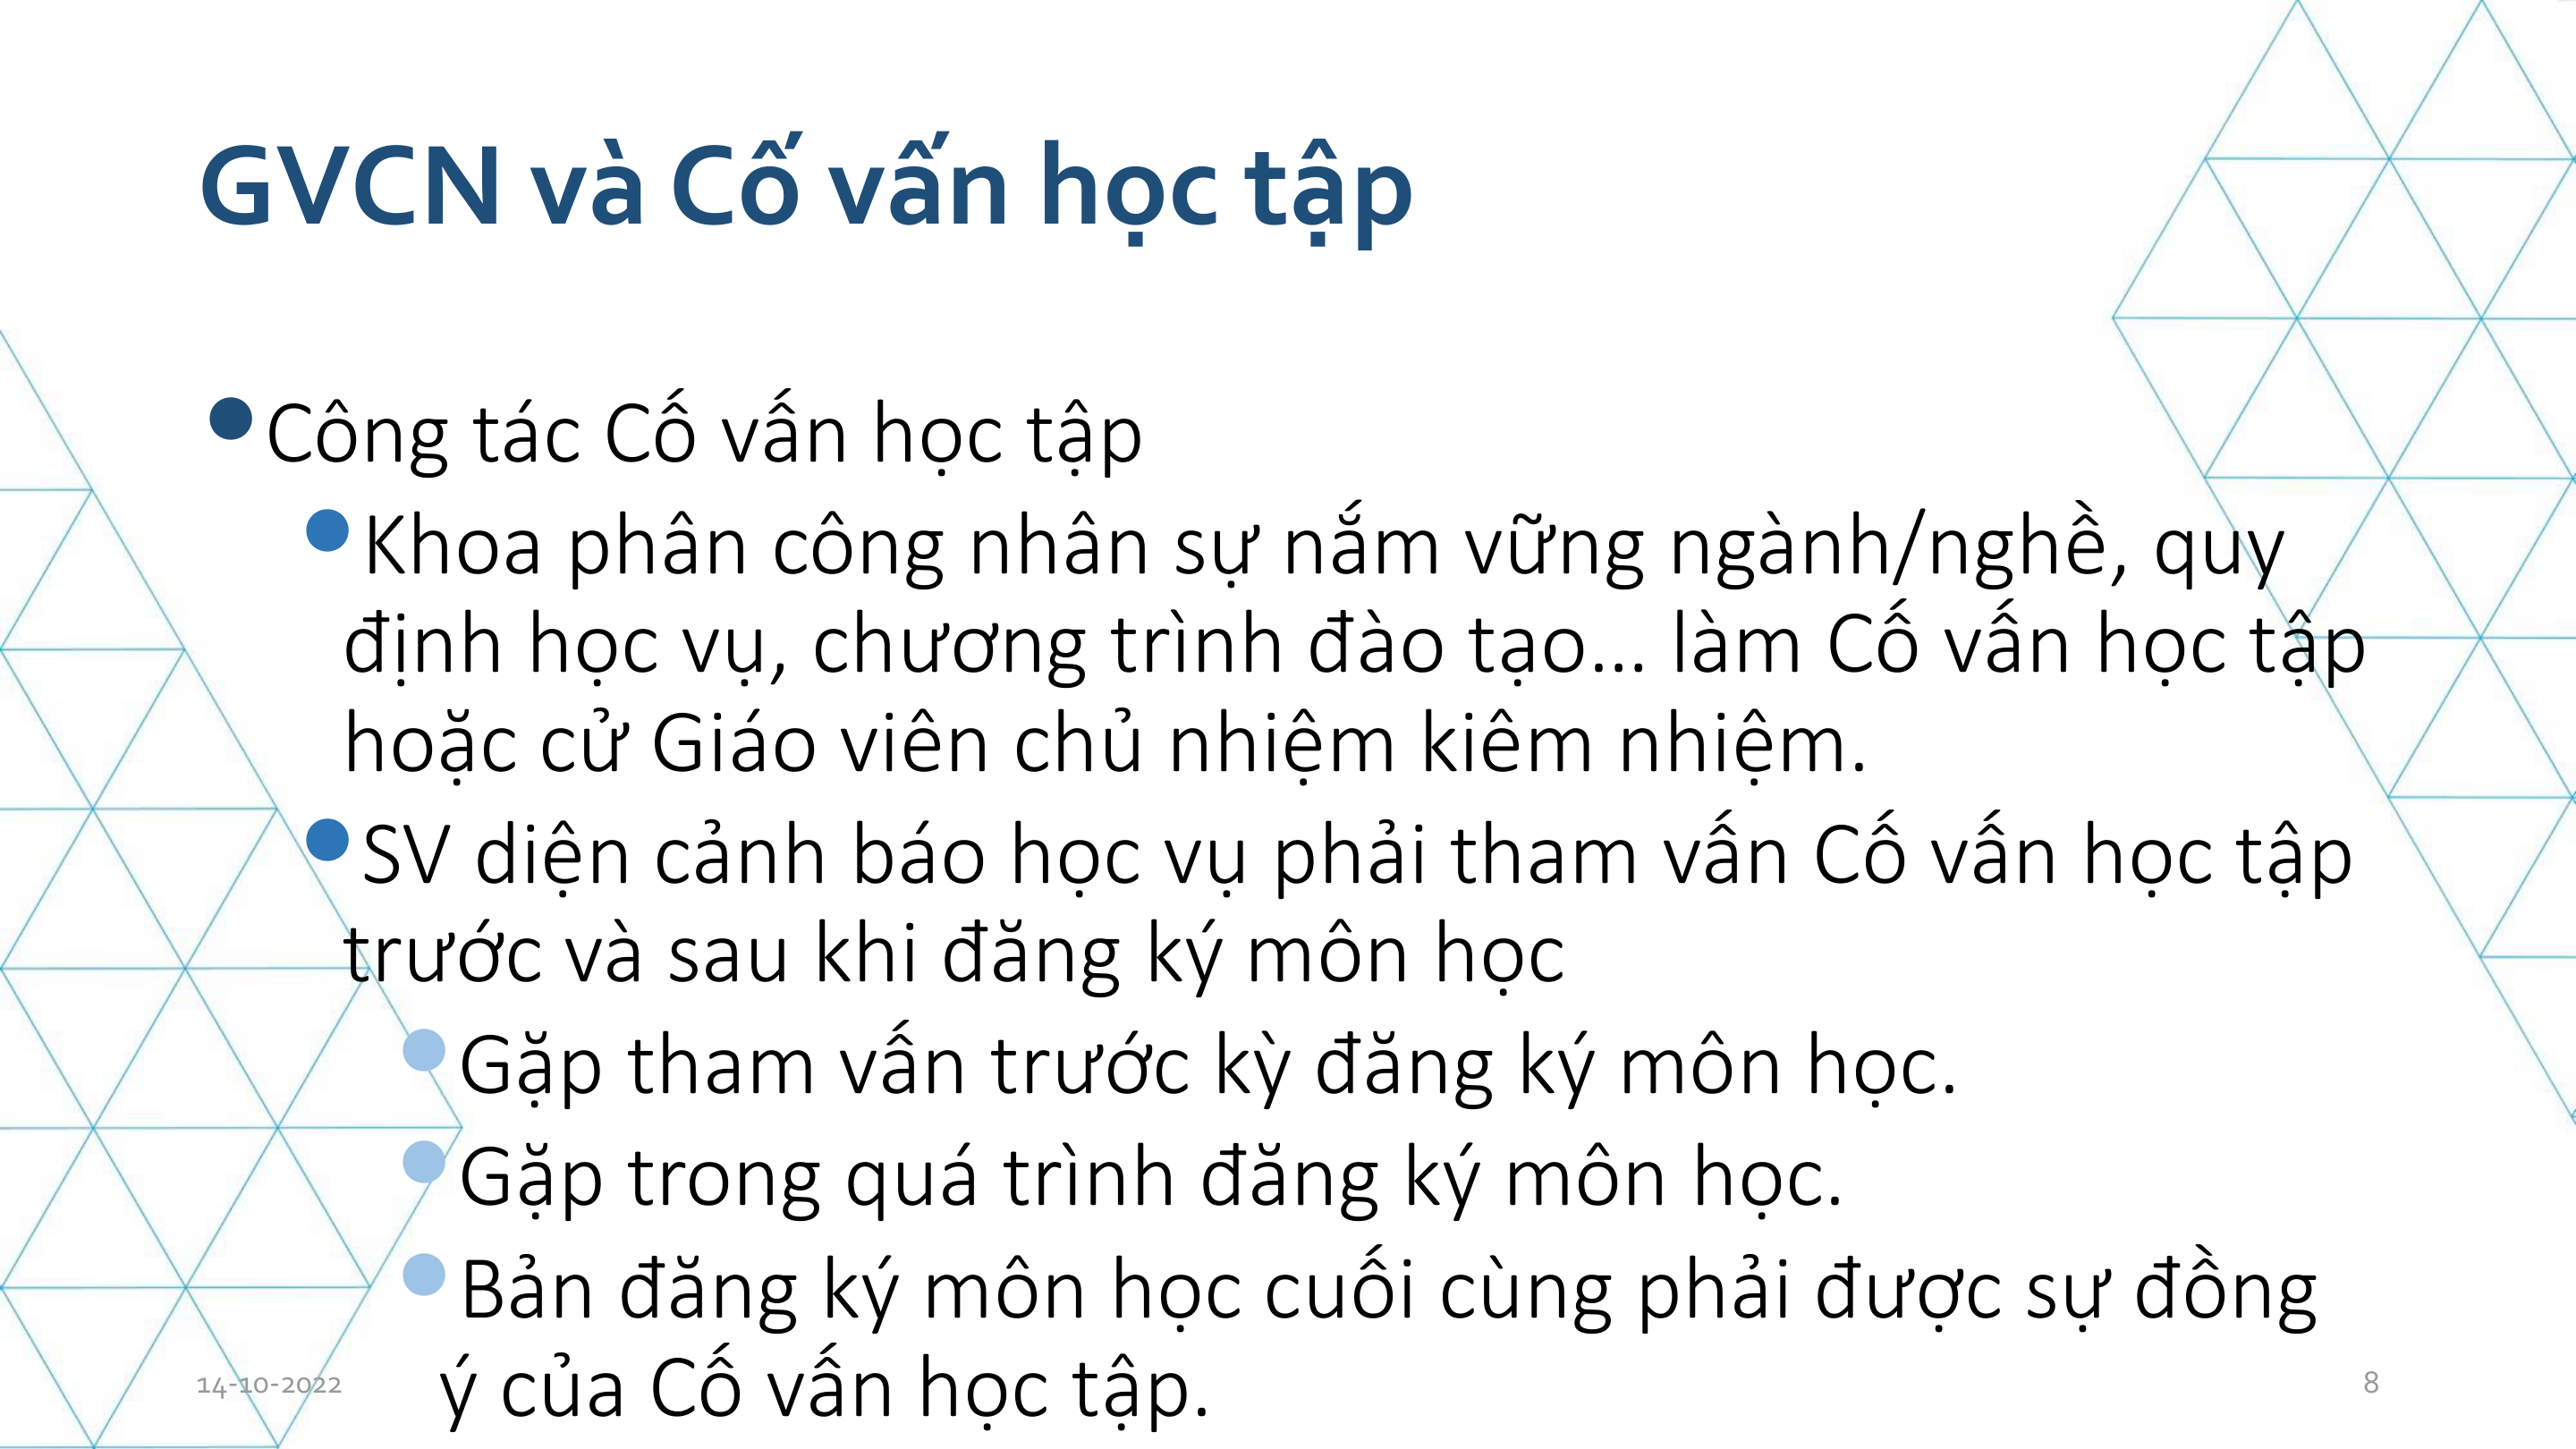 GVCN và Cố vấn học tập
•Công tác Cố vấn học tập
•Khoa phân công nhân sự nắm vững ngành/nghề, quy
định học vụ, chương trình đào tạo... làm Cố vấn học tập
hoặc cử Giáo viên chủ nhiệm kiêm nhiệm.
•SV diện cảnh báo học vụ phải tham vấn Cố vấn học tập
trước và sau khi đăng ký môn học
•Gặp tham vấn trước kỳ đăng ký môn học.
•Gặp trong quá trình đăng ký môn học.
•Bản đăng ký môn học cuối cùng phải được sự đồng
ý của Cố vấn học tập.
14-10-2022
8